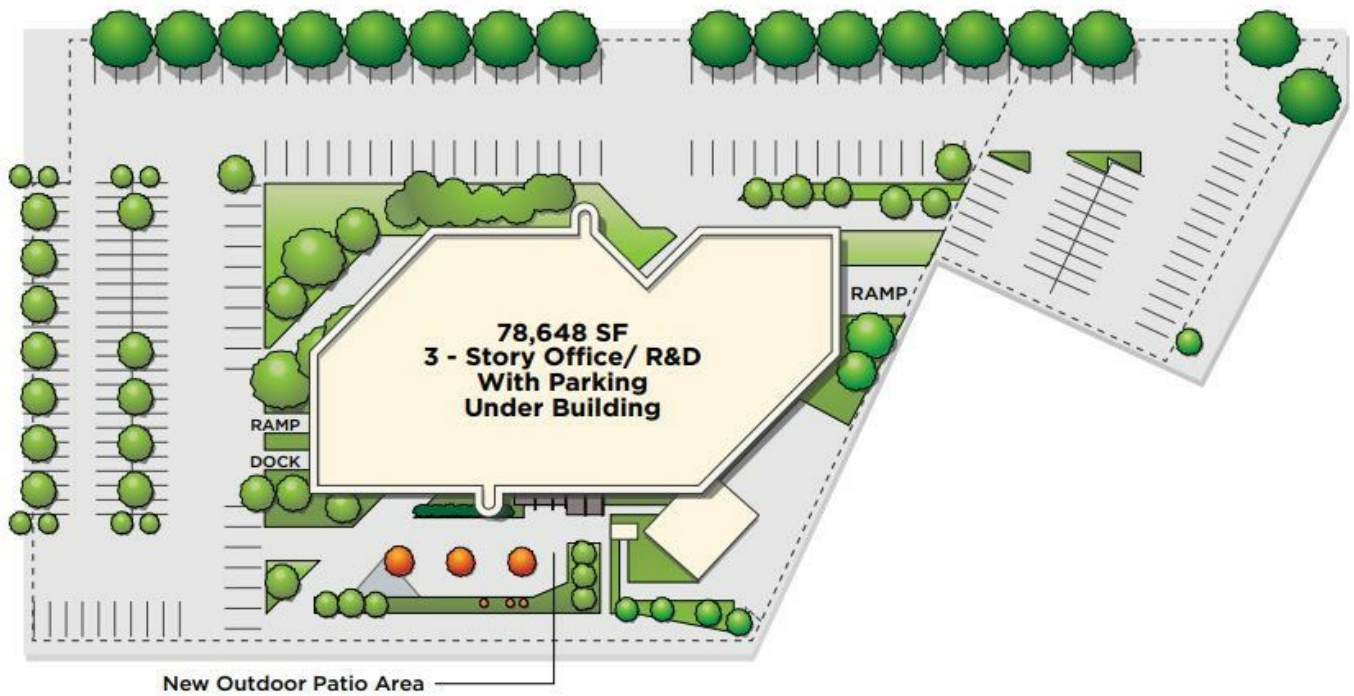 78,648 SF
3 - Story Office/ R&D
With Parking
Under Building
RAMP
RAMP
DOCK
New Outdoor Patio Area